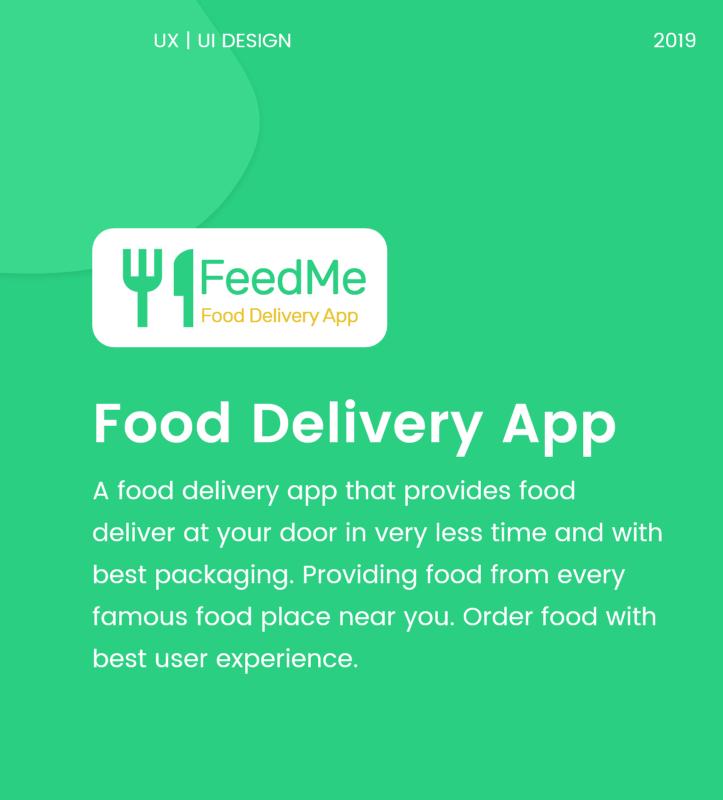 UX | UI DESIGN
2019
FeedMe
Food Delivery App
Food Delivery App
A food delivery app that provides food
deliver at your door in very less time and with
best packaging. Providing food from every
famous food place near you. Order food with
best user experience.